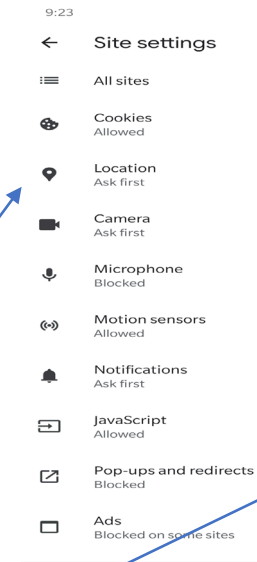 9:23
Site settings
All sites
Cookies
Allowed
Location
Ask first
Camera
Ask first
Microphone
Blocked
Motion sensors
Allowed
Notifications
Ask first
JavaScript
Allowed
Pop-ups and redirects
Blocked
Ads
Blocked on some sites